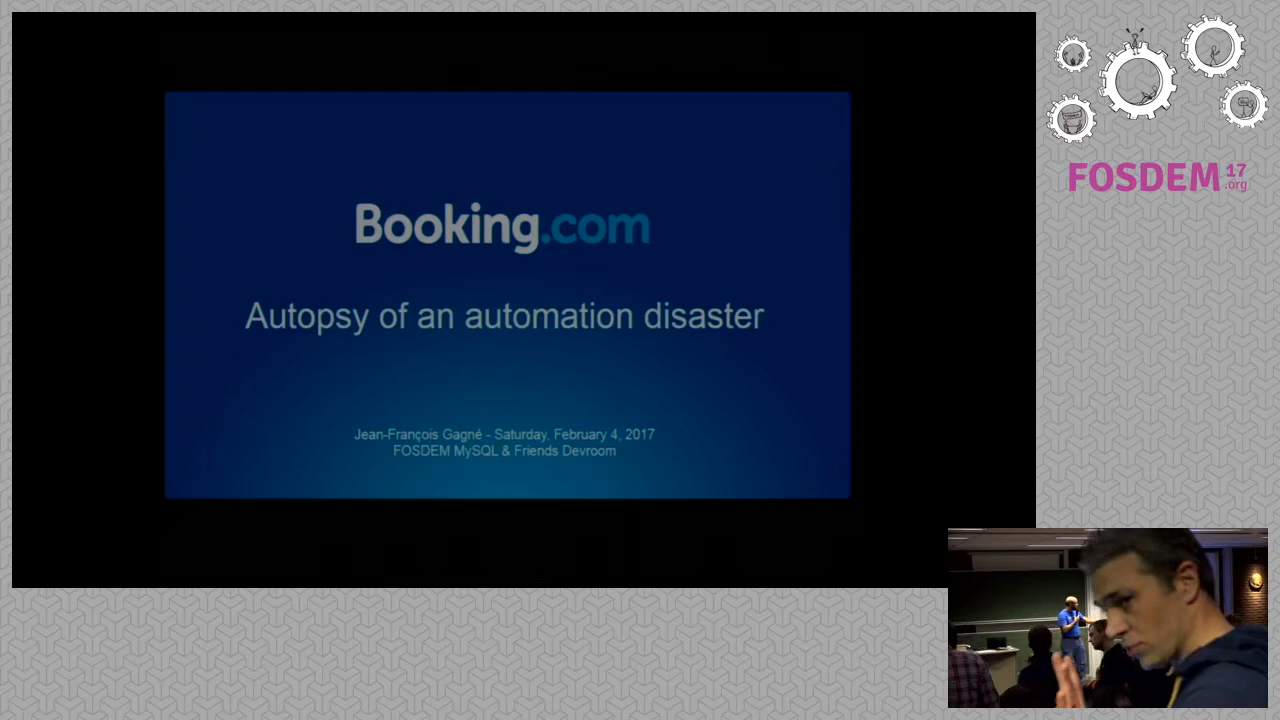 Booking.com
Autopsy of an automation disaster
Jean-François Gagné - Saturday, February 4, 2017
FOSDEM MySQL & Friends Devroom
FOSDEM 17
.org